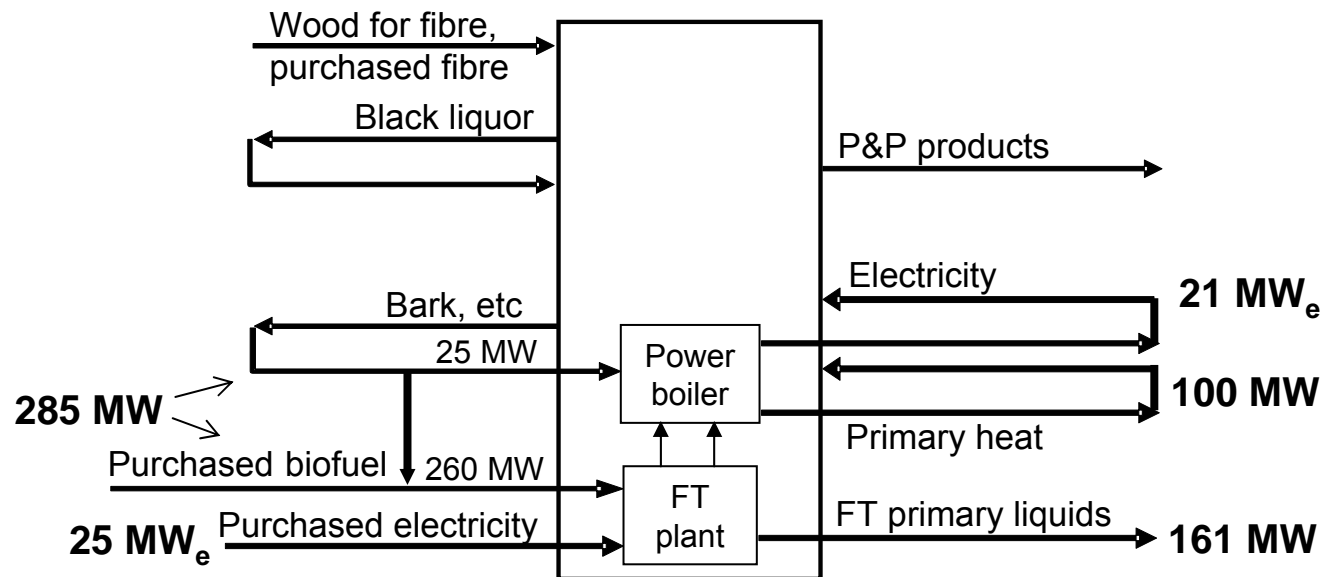 Wood for fibre,
purchased fibre
Black liquor
P&P products
Electricity
21 MWe
Bark, etc
25 MW
Power
boiler
100 MW
285 MW
Primary heat
Purchased biofuel
260 MW
FT
plant
Purchased electricity
25 MWe
FT primary liquids
161 MW